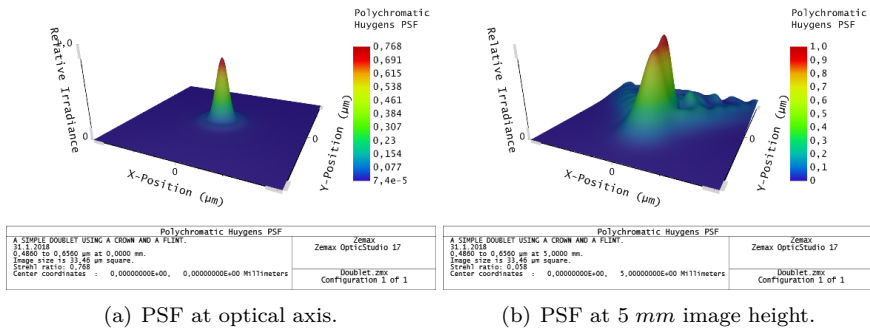 Polychromatic
Huygens PSF
Relative Irradiance
1,0
0
X-Position (µm)
0
Y-Position (µm)
0
0,768
0,691
0,615
0,538
0,461
0,384
0,307
0,23
0,154
0,077
7,4e-5
Polychromatic Huygens PSF
A SIMPLE DOUBLET USING A CROWN AND A FLINT.
31.1.2018
0,4860 to 0,6560 µm at 0,0000 mm.
Image size is 33,46 µm square.
Strehl ratio: 0,768
Center coordinates : 0,00000000E+00, 0,00000000E+00 Millimeters
Zemax
Zemax OpticStudio 17
Doublet.zmx
Configuration 1 of 1
(a) PSF at optical axis.
Polychromatic
Huygens PSF
Relative Irradiance
0
X-Position (µm)
0
Y-Position (µm)
0
1,0
0,9
0,8
0,7
0,6
0,5
0,4
0,3
0,2
0,1
0
Polychromatic Huygens PSF
A SIMPLE DOUBLET USING A CROWN AND A FLINT.
31.1.2018
0,4860 to 0,6560 µm at 5,0000 mm.
Image size is 33,46 µm square.
Strehl ratio: 0,058
Center coordinates : 0,00000000E+00, 5,00000000E+00 Millimeters
Zemax
Zemax OpticStudio 17
Doublet.zmx
Configuration 1 of 1
(b) PSF at 5 mm image height.